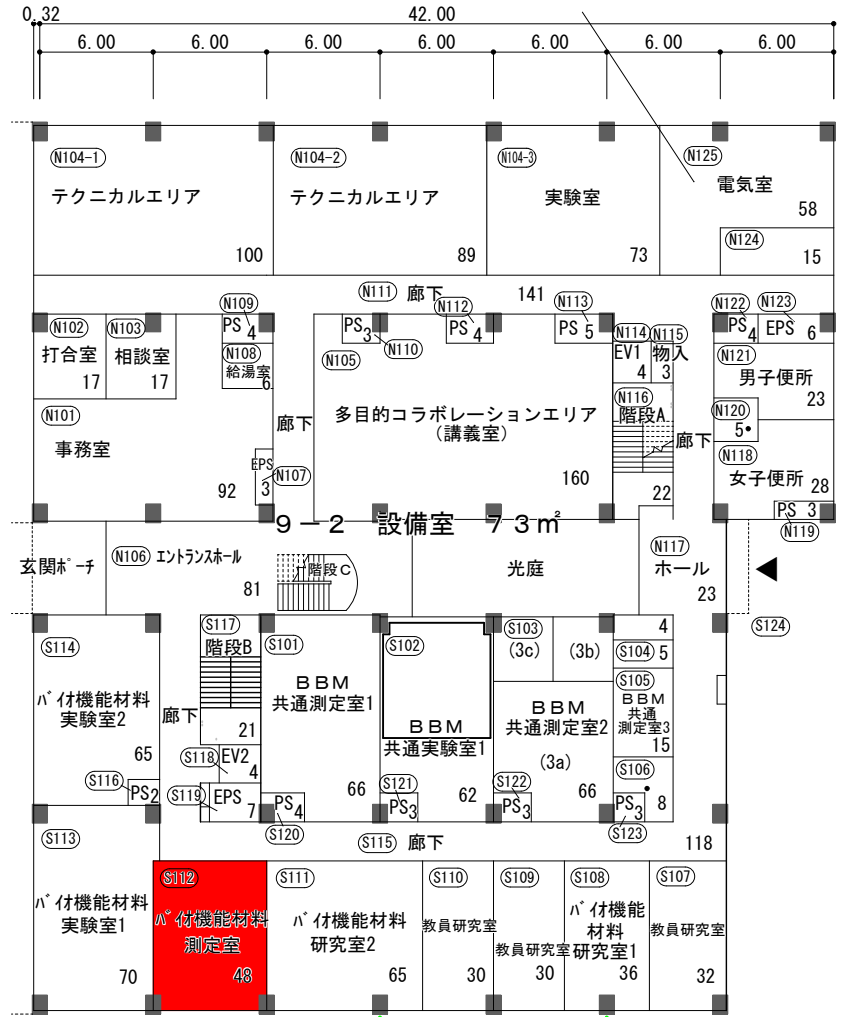 0.32
42.00
6.00 6.00 6.00 6.00 6.00 6.00 6.00
N104-1
テクニカルエリア
100
N104-2
テクニカルエリア
89
N104-3
実験室
73
N125
電気室
58
N124
15
N111
廊下
141
N102
打合室
17
N103
相談室
17
N109
PS 4
N108
給湯室
6
N101
事務室
92
EPS
3
N107
廊下
PS 3
N110
N105
N112
PS 4
N113
PS 5
多目的コラボレーションエリア
(講義室)
160
N114
EV1
4
N115
物入
3
N116
階段A
22
廊下
N122
PS 4
N123
EPS 6
N121
男子便所
23
N120
5
N118
女子便所
28
PS 3
N119
9-2 設備室 73㎡
玄関ﾎﾟｰﾁ
N106
ｴﾝﾄﾗﾝｽﾎｰﾙ
81
階段C
光庭
N117
ホール
23
S124
S114
ﾊﾞｲｵ機能材料
実験室2
65
S116
PS 2
廊下
S117
階段B
21
S118
EV2
4
S119
EPS
7
S101
BBM
共通測定室1
66
PS 4
S120
S102
BBM
共通実験室1
62
S121
PS 3
S103
(3c)
(3b)
BBM
共通測定室2
(3a)
66
S122
PS 3
4
S104
5
S105
BBM
共通
測定室3
15
S106
8
PS 3
S123
S115
廊下
118
S113
ﾊﾞｲｵ機能材料
実験室1
70
S112
ﾊﾞｲｵ機能材料
測定室
48
S111
ﾊﾞｲｵ機能材料
研究室2
65
S110
教員研究室
30
S109
教員研究室
30
S108
ﾊﾞｲｵ機能
材料
研究室1
36
S107
教員研究室
32